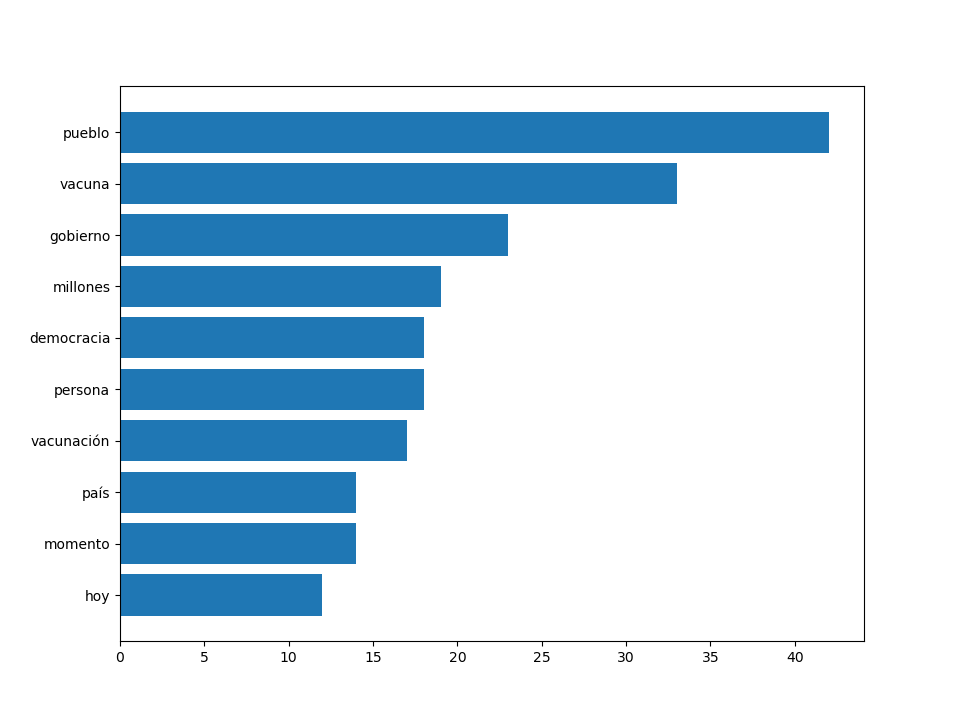 pueblo
vacuna
gobierno
millones
democracia
persona
vacunación
país
momento
hoy
0 5 10 15 20 25 30 35 40